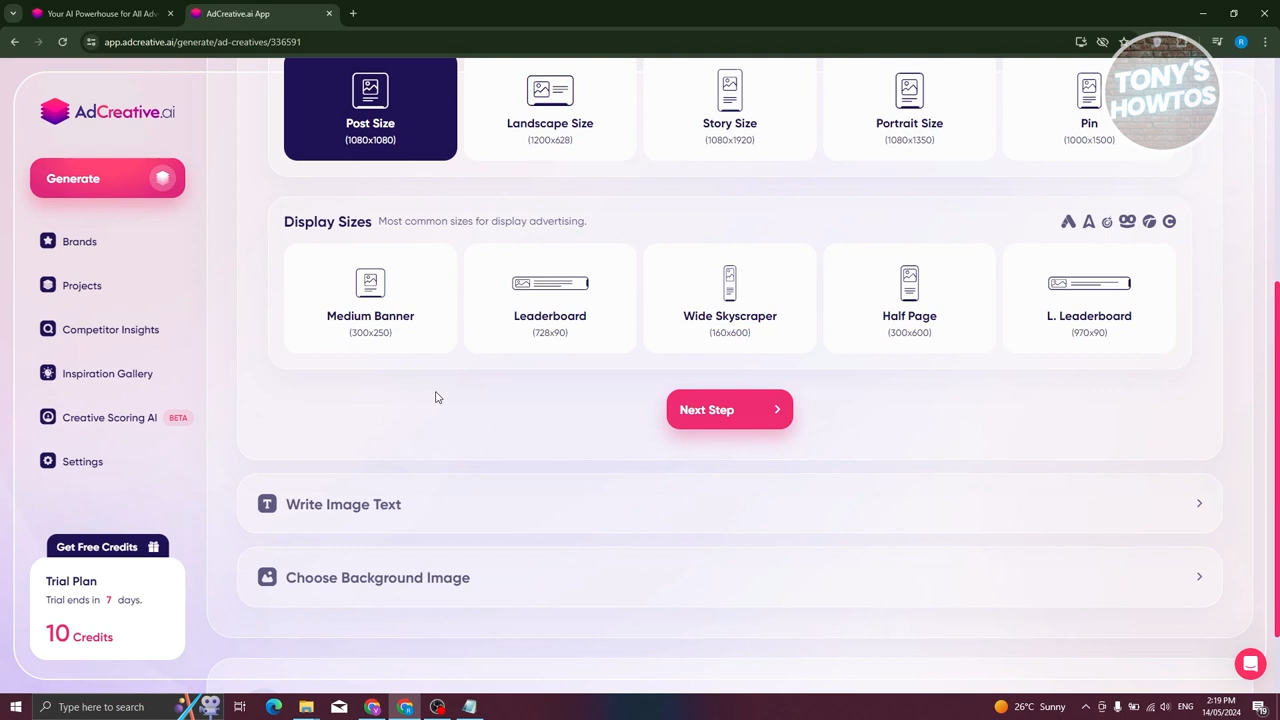 Your AI Powerhouse for All Adv
AdCreative.ai App
app.adcreative.ai/generate/ad-creatives/336591
R
TONY'S
HOWTOS
AdCreative.ai
Generate
Brands
Projects
Competitor Insights
Inspiration Gallery
Creative Scoring AI BETA
Settings
Get Free Credits
Trial Plan
Trial ends in 7 days.
10 Credits
Post Size
(1080x1080)
Landscape Size
(1200x628)
Story Size
(1080x1920)
Portrait Size
(1080x1350)
Pin
(1000x1500)
Display Sizes Most common sizes for display advertising.
Medium Banner
(300x250)
Leaderboard
(728x90)
Wide Skyscraper
(160x600)
Half Page
(300x600)
L. Leaderboard
(970x90)
Next Step
Write Image Text
Choose Background Image
Type here to search
26°C Sunny
ENG
2:19 PM
14/05/2024